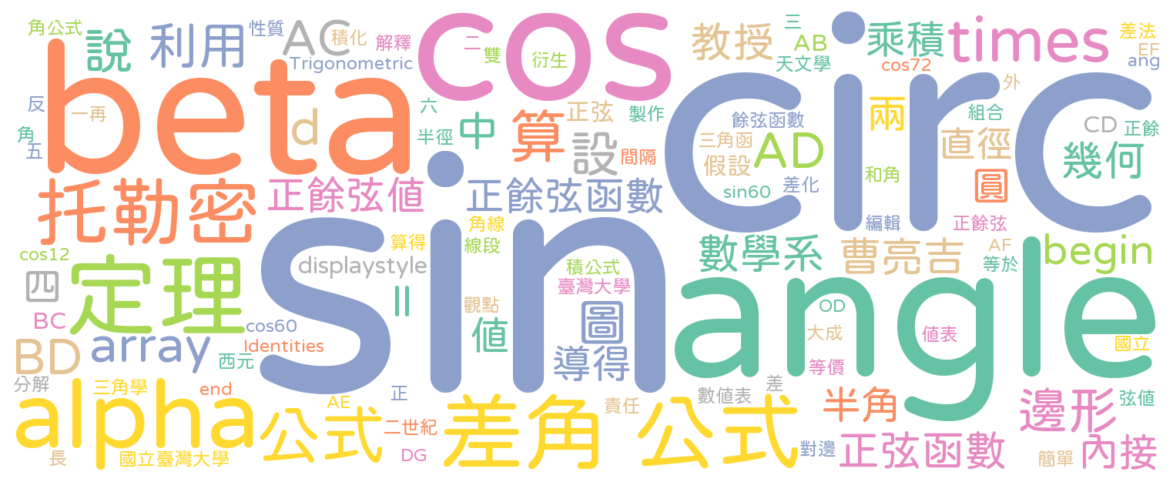 角公式
說
利用
性質
AC
積化
解釋
Trigonometric
cos
二
雙
衍生
教授
三
AB
天文學
乘積
times
差法
EF
ang
cos72
外
beta
反
一再
角
五
d
六
半徑
中
算
正弦
製作
設
間隔
餘弦函數
三角函
假設
AD
兩
直徑
組合
CD
正餘
幾何
circ
托勒密
正餘弦值
正餘弦函數
sin60
差化
和角
圓
編輯
正餘弦
cos12
定理
四
BC
BD
array
cos60
Identities
西元
displaystyle
算得
角線
線段
sin
II
觀點
值
積公式
臺灣大學
圖
導得
數學系
曹亮吉
AF
等於
begin
OD
大成
值表
國立
等價
angle
分解
三角學
end
alpha
長
國立臺灣大學
公式
AE
二世紀
DG
正
差角
責任
公式
數值表
差
對邊
半角
正弦函數
邊形
弦值
簡單
內接